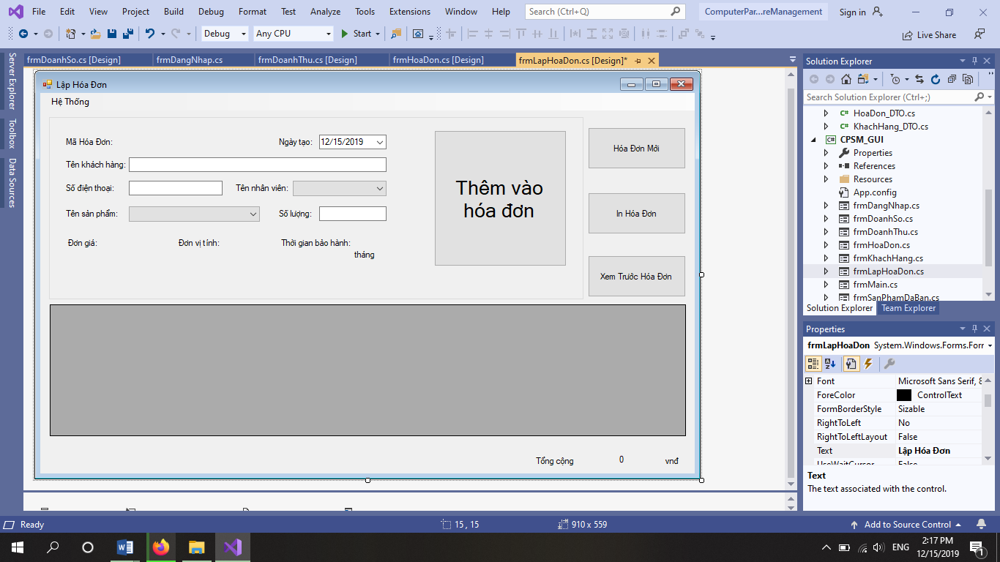 File Edit View Project Build Debug Format Test Analyze Tools Extensions Window Help Search (Ctrl+Q) ComputerPar...reManagement Sign in
Debug Any CPU Start Live Share
frmDoanhSo.cs [Design] frmDangNhap.cs frmDoanhThu.cs [Design] frmHoaDon.cs [Design] frmLapHoaDon.cs [Design]*
Server Explorer
Toolbox
Data Sources
Lập Hóa Đơn
Hệ Thống
Mã Hóa Đơn: Ngày tạo: 12/15/2019
Tên khách hàng:
Số điện thoại: Tên nhân viên:
Tên sản phẩm: Số lượng:
Đơn giá: Đơn vị tính: Thời gian bảo hành:
tháng
Thêm vào
hóa đơn
Hóa Đơn Mới
In Hóa Đơn
Xem Trước Hóa Đơn
Tổng cộng 0 vnđ
Solution Explorer
Search Solution Explorer (Ctrl+;)
C# HoaDon_DTO.cs
C# KhachHang_DTO.cs
C# CPSM_GUI
Properties
References
Resources
App.config
frmDangNhap.cs
frmDoanhSo.cs
frmDoanhThu.cs
frmHoaDon.cs
frmKhachHang.cs
frmLapHoaDon.cs
frmMain.cs
frmSanPhamDaBan.cs
Solution Explorer Team Explorer
Properties
frmLapHoaDon System.Windows.Forms.Forr
Font Microsoft Sans Serif, 8
ForeColor ControlText
FormBorderStyle Sizable
RightToLeft No
RightToLeftLayout False
Text Lập Hóa Đơn
UseWaitCursor False
Text
The text associated with the control.
Ready 15 , 15 910 x 559 Add to Source Control
ENG 2:17 PM
12/15/2019 1